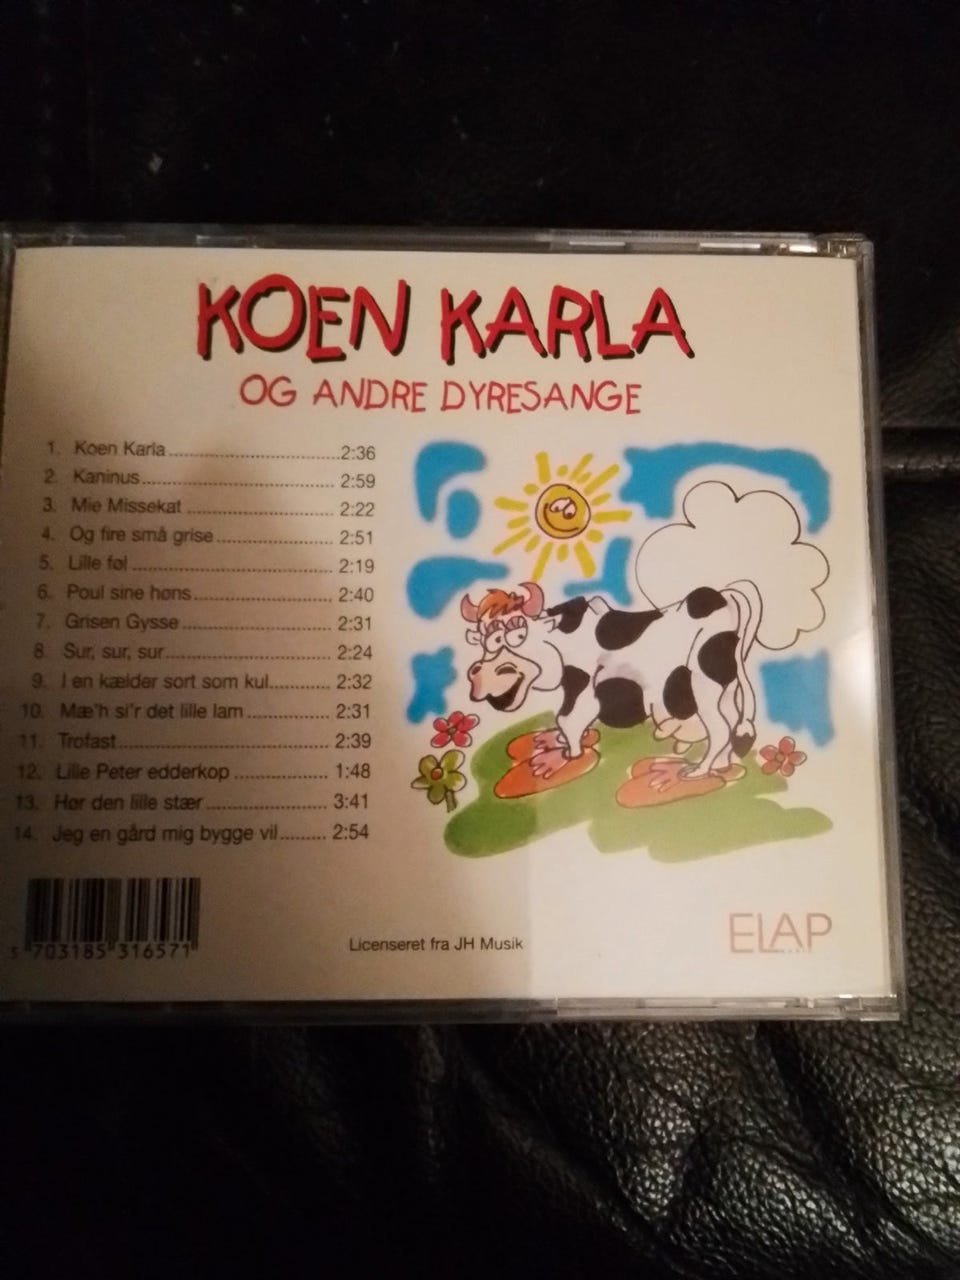 KOEN KARLA
OG ANDRE DYRESANGE
1. Koen Karla 2:36
2. Kaninus 2:59
3. Mie Missekat 2:22
4. Og fire små grise 2:51
5. Lille føl 2:19
6. Poul sine høns 2:40
7. Grisen Gysse 2:31
8. Sur, sur, sur 2:24
9. I en kælder sort som kul 2:32
10. Mæ'h si'r det lille lam 2:31
11. Trofast 2:39
12. Lille Peter edderkop 1:48
13. Hør den lille stær 3:41
14. Jeg en gård mig bygge vil 2:54
5 703185 316571
Licenseret fra JH Musik
ELAP